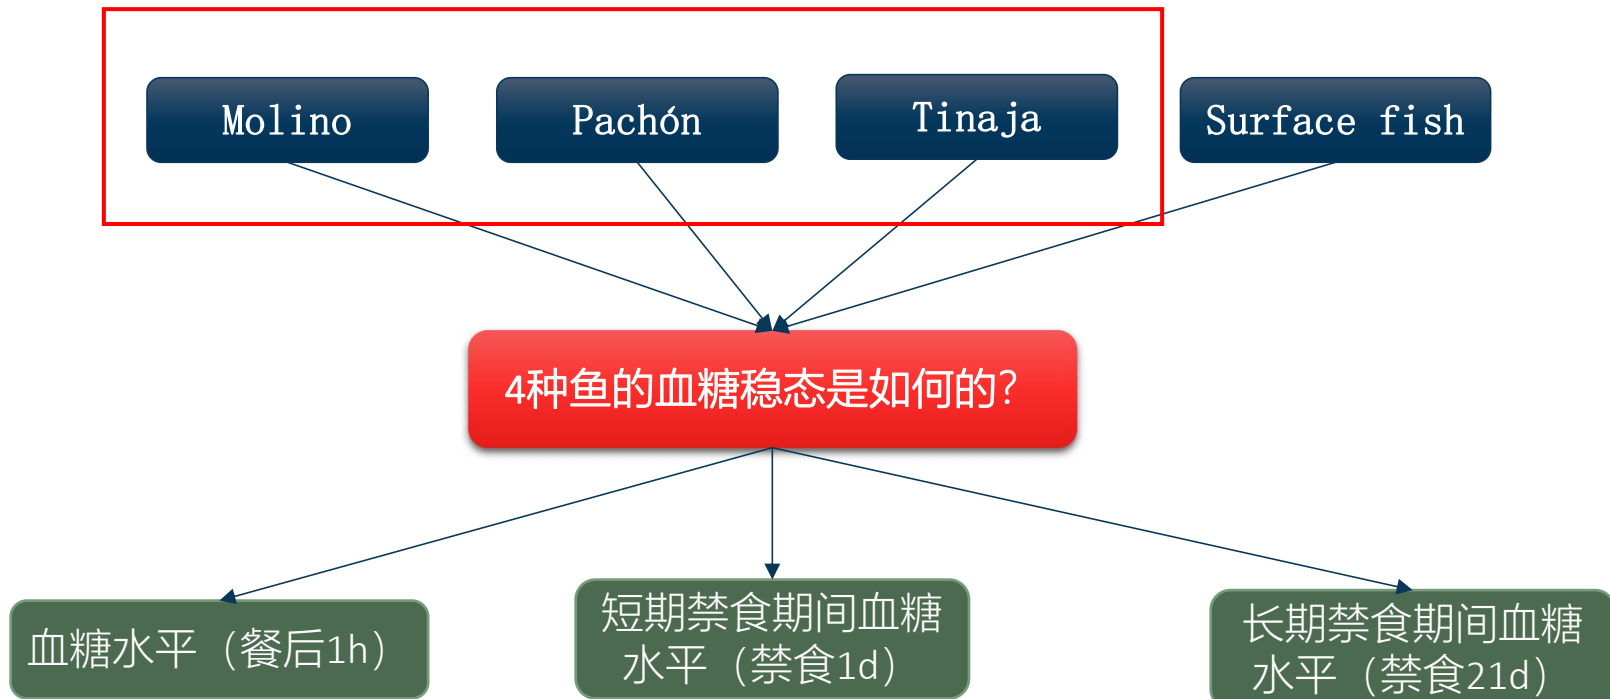 Molino
Pachón
Tinaja
Surface fish
4种鱼的血糖稳态是如何的?
血糖水平（餐后1h）
短期禁食期间血糖
水平（禁食1d）
长期禁食期间血糖
水平（禁食21d）